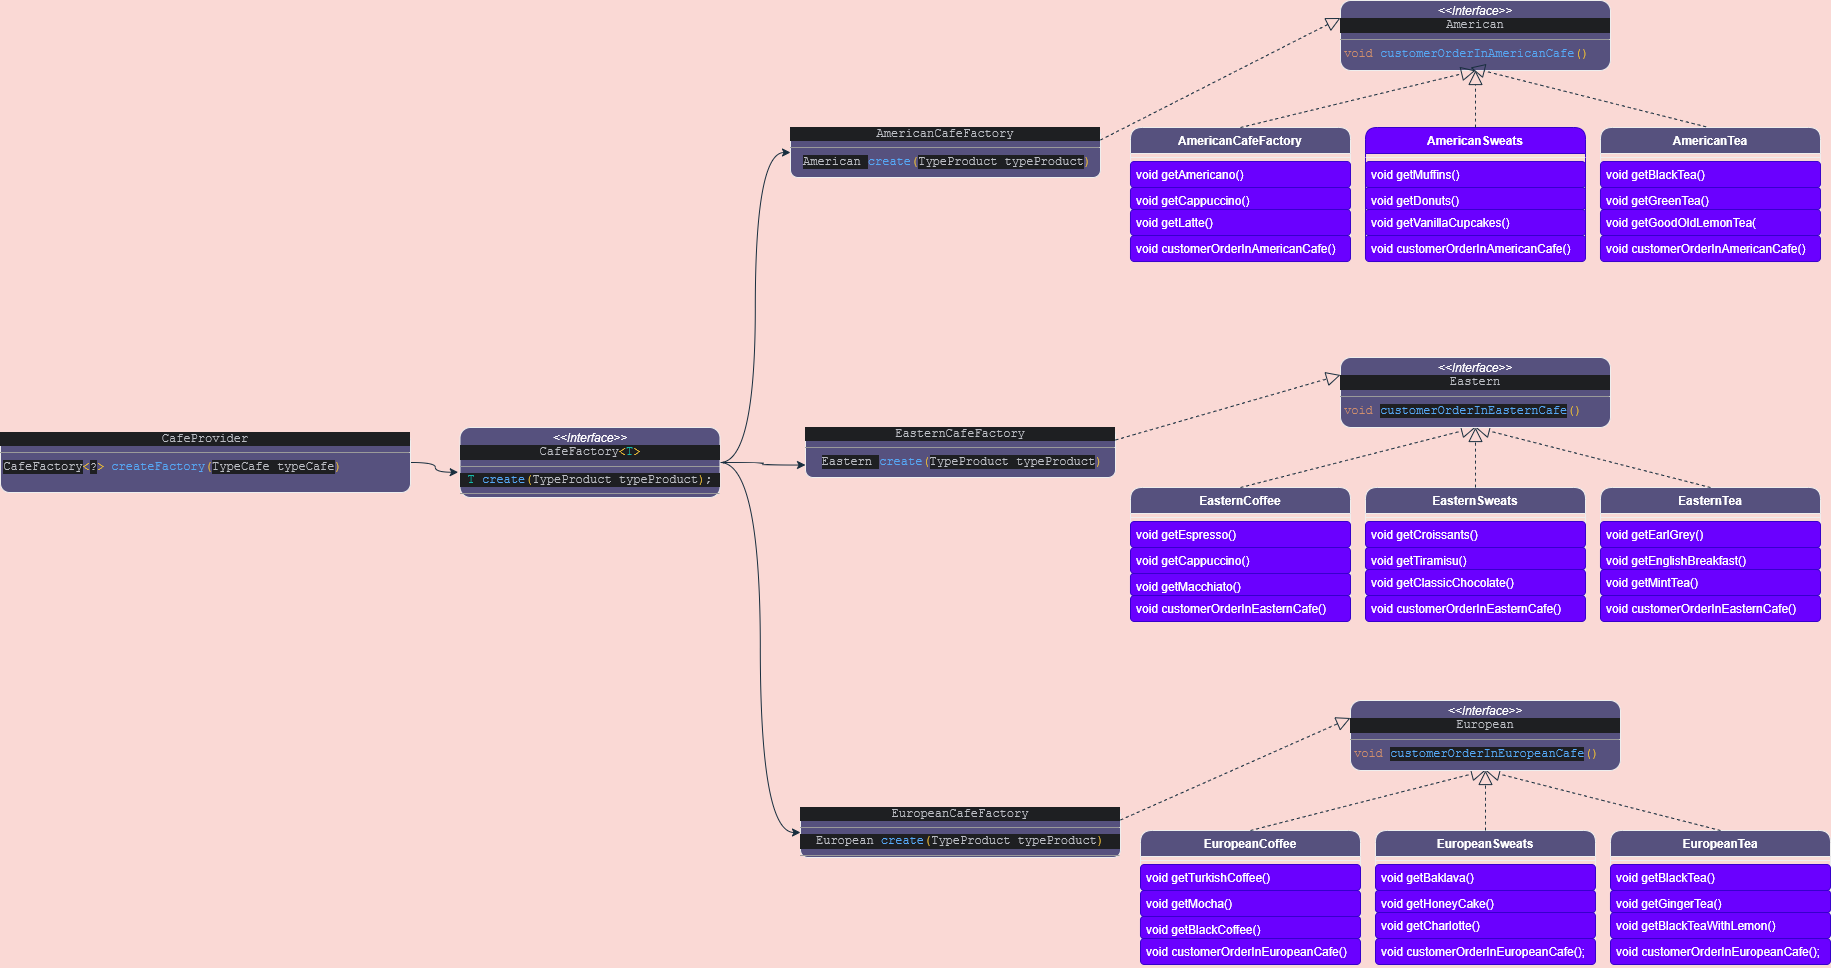 <<Interface>>
American
void customerOrderInAmericanCafe()
AmericanCafeFactory
American create(TypeProduct typeProduct)
AmericanCafeFactory
void getAmericano()
void getCappuccino()
void getLatte()
void customerOrderInAmericanCafe()
AmericanSweats
void getMuffins()
void getDonuts()
void getVanillaCupcakes()
void customerOrderInAmericanCafe()
AmericanTea
void getBlackTea()
void getGreenTea()
void getGoodOldLemonTea(
void customerOrderInAmericanCafe()
CafeProvider
CafeFactory<?> createFactory(TypeCafe typeCafe)
<<Interface>>
CafeFactory<T>
T create(TypeProduct typeProduct);
EasternCafeFactory
Eastern create(TypeProduct typeProduct)
<<Interface>>
Eastern
void customerOrderInEasternCafe()
EasternCoffee
void getEspresso()
void getCappuccino()
void getMacchiato()
void customerOrderInEasternCafe()
EasternSweats
void getCroissants()
void getTiramisu()
void getClassicChocolate()
void customerOrderInEasternCafe()
EasternTea
void getEarlGrey()
void getEnglishBreakfast()
void getMintTea()
void customerOrderInEasternCafe()
<<Interface>>
European
void customerOrderInEuropeanCafe()
EuropeanCafeFactory
European create(TypeProduct typeProduct)
EuropeanCoffee
void getTurkishCoffee()
void getMocha()
void getBlackCoffee()
void customerOrderInEuropeanCafe()
EuropeanSweats
void getBaklava()
void getHoneyCake()
void getCharlotte()
void customerOrderInEuropeanCafe();
EuropeanTea
void getBlackTea()
void getGingerTea()
void getBlackTeaWithLemon()
void customerOrderInEuropeanCafe();